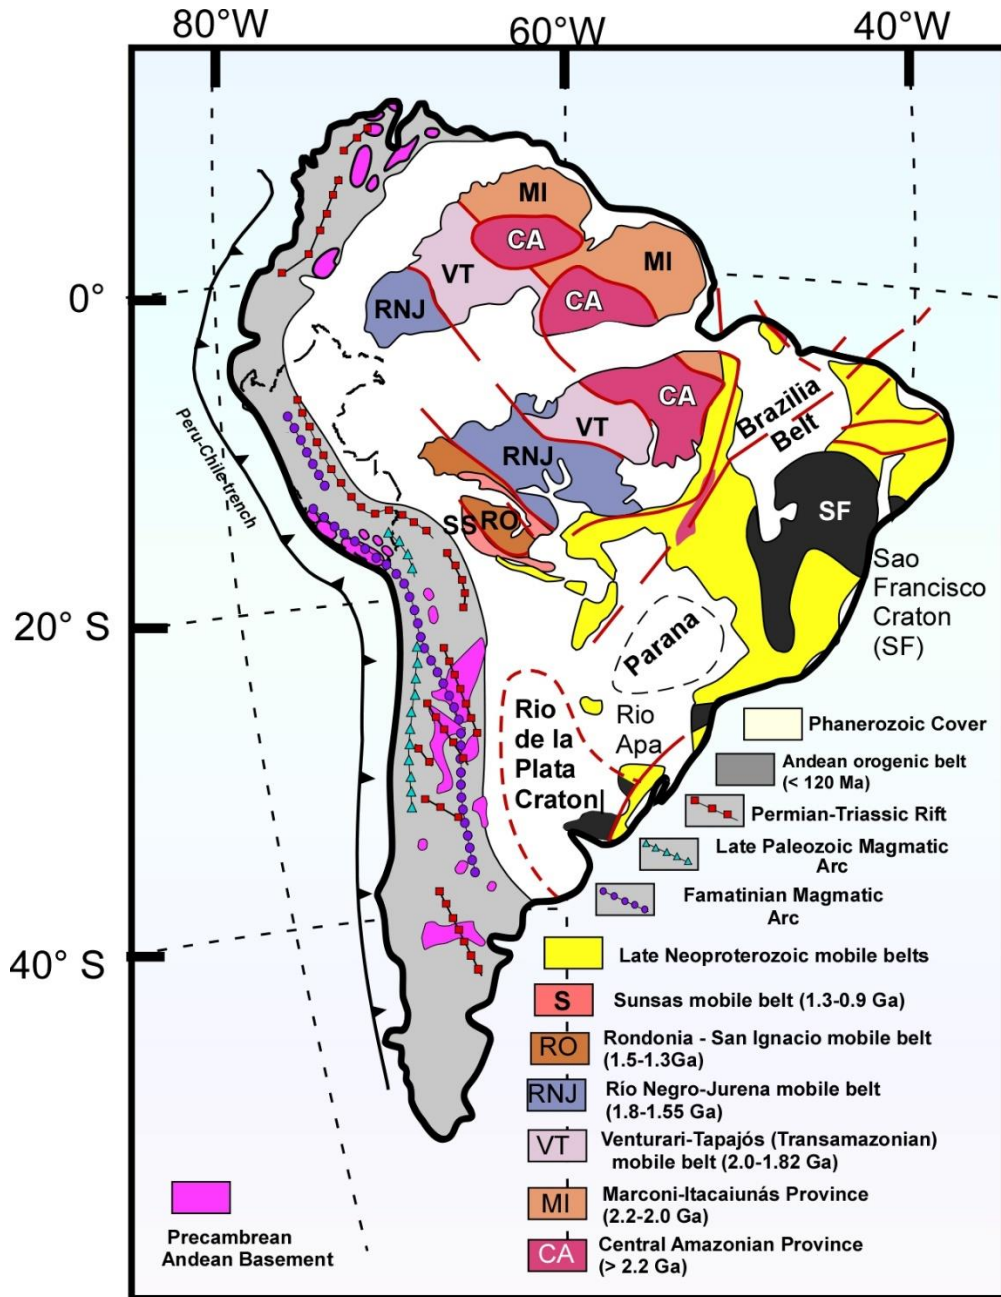 80°W
60°W
40°W
0°
20° S
40° S
Peru-Chile-trench
MI
CA
MI
VT
CA
RNJ
CA
VT
RNJ
SS
RO
Brazilia
Belt
SF
Sao
Francisco
Craton
(SF)
Parana
Rio
de la
Plata
Craton
Rio
Apa
Phanerozoic Cover
Andean orogenic belt
(< 120 Ma)
Permian-Triassic Rift
Late Paleozoic Magmatic
Arc
Famatinian Magmatic
Arc
Late Neoproterozoic mobile belts
S
Sunsas mobile belt (1.3-0.9 Ga)
RO
Rondonia - San Ignacio mobile belt
(1.5-1.3Ga)
RNJ
Río Negro-Jurena mobile belt
(1.8-1.55 Ga)
VT
Venturari-Tapajós (Transamazonian)
mobile belt (2.0-1.82 Ga)
MI
Marconi-Itacaiunás Province
(2.2-2.0 Ga)
CA
Central Amazonian Province
(> 2.2 Ga)
Precambrean
Andean Basement